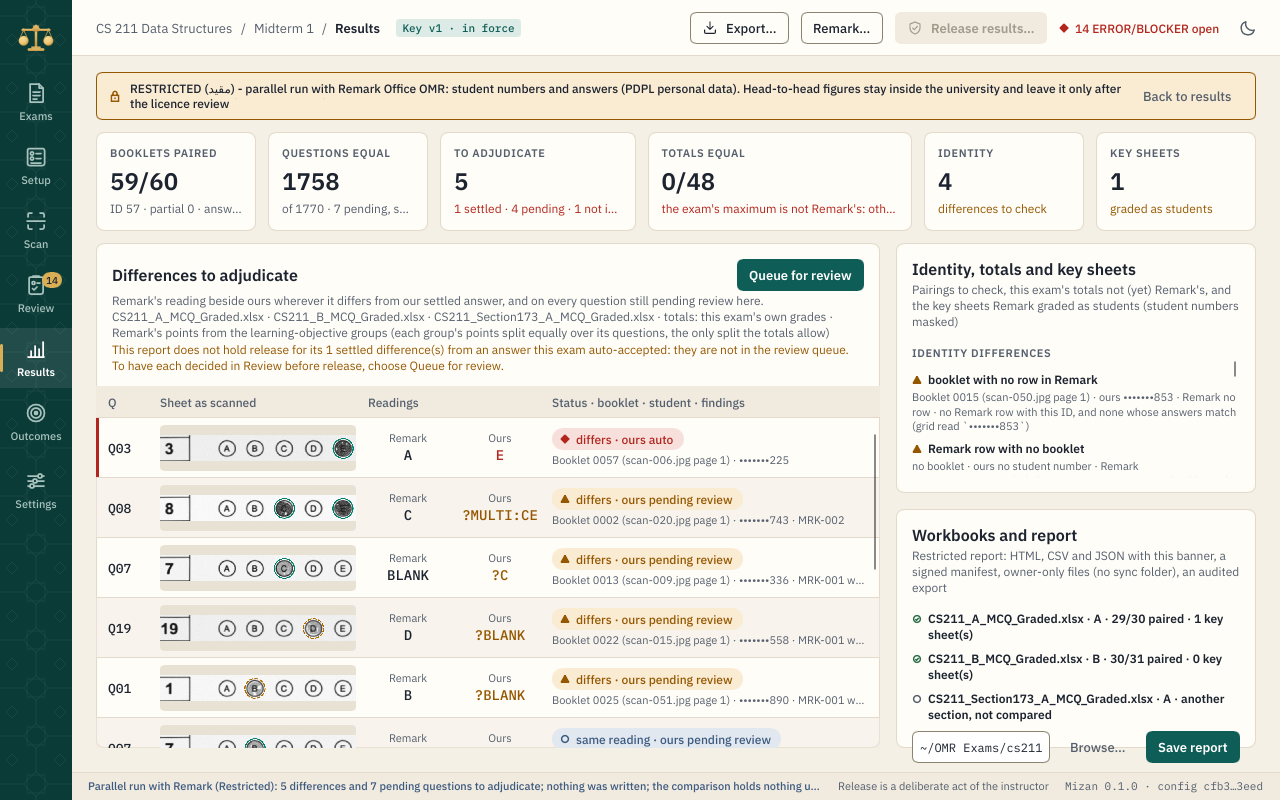 CS 211 Data Structures / Midterm 1 / Results
Key v1 · in force
Export...
Remark...
Release results...
14 ERROR/BLOCKER open
Exams
Setup
Scan
14
Review
Results
Outcomes
Settings
RESTRICTED (مقيد) - parallel run with Remark Office OMR: student numbers and answers (PDPL personal data). Head-to-head figures stay inside the university and leave it only after
the licence review
Back to results
BOOKLETS PAIRED
59/60
ID 57 · partial 0 · answ...
QUESTIONS EQUAL
1758
of 1770 · 7 pending, s...
TO ADJUDICATE
5
1 settled · 4 pending · 1 not i...
TOTALS EQUAL
0/48
the exam's maximum is not Remark's: oth...
IDENTITY
4
differences to check
KEY SHEETS
1
graded as students
Differences to adjudicate
Queue for review
Remark's reading beside ours wherever it differs from our settled answer, and on every question still pending review here.
CS211_A_MCQ_Graded.xlsx · CS211_B_MCQ_Graded.xlsx · CS211_Section173_A_MCQ_Graded.xlsx · totals: this exam's own grades ·
Remark's points from the learning-objective groups (each group's points split equally over its questions, the only split the totals allow)
This report does not hold release for its 1 settled difference(s) from an answer this exam auto-accepted: they are not in the review queue.
To have each decided in Review before release, choose Queue for review.
Q Sheet as scanned Readings Status · booklet · student · findings
Q03 3 A B C D E Remark A Ours E differs · ours auto
Booklet 0057 (scan-006.jpg page 1) · •••••••225
Q08 8 A B D Remark C Ours ?MULTI:CE differs · ours pending review
Booklet 0002 (scan-020.jpg page 1) · •••••••743 · MRK-002
Q07 7 A B C D E Remark BLANK Ours ?C differs · ours pending review
Booklet 0013 (scan-009.jpg page 1) · •••••••336 · MRK-001 w...
Q19 19 A B C D E Remark D Ours ?BLANK differs · ours pending review
Booklet 0022 (scan-015.jpg page 1) · •••••••558 · MRK-001 w...
Q01 1 A B C D E Remark B Ours ?BLANK differs · ours pending review
Booklet 0025 (scan-051.jpg page 1) · •••••••890 · MRK-001 w...
Q07 7 A B C D E Remark Ours same reading · ours pending review
Identity, totals and key sheets
Pairings to check, this exam's totals not (yet) Remark's, and
the key sheets Remark graded as students (student numbers
masked)
IDENTITY DIFFERENCES
booklet with no row in Remark
Booklet 0015 (scan-050.jpg page 1) · ours •••••••853 · Remark no
row · no Remark row with this ID, and none whose answers match
(grid read `•••••••853`)
Remark row with no booklet
no booklet · ours no student number · Remark
Workbooks and report
Restricted report: HTML, CSV and JSON with this banner, a
signed manifest, owner-only files (no sync folder), an audited
export
CS211_A_MCQ_Graded.xlsx · A · 29/30 paired · 1 key
sheet(s)
CS211_B_MCQ_Graded.xlsx · B · 30/31 paired · 0 key
sheet(s)
CS211_Section173_A_MCQ_Graded.xlsx · A · another
section, not compared
~/OMR Exams/cs211
Browse...
Save report
Parallel run with Remark (Restricted): 5 differences and 7 pending questions to adjudicate; nothing was written; the comparison holds nothing u...
Release is a deliberate act of the instructor
Mizan 0.1.0 · config cfb3…3eed